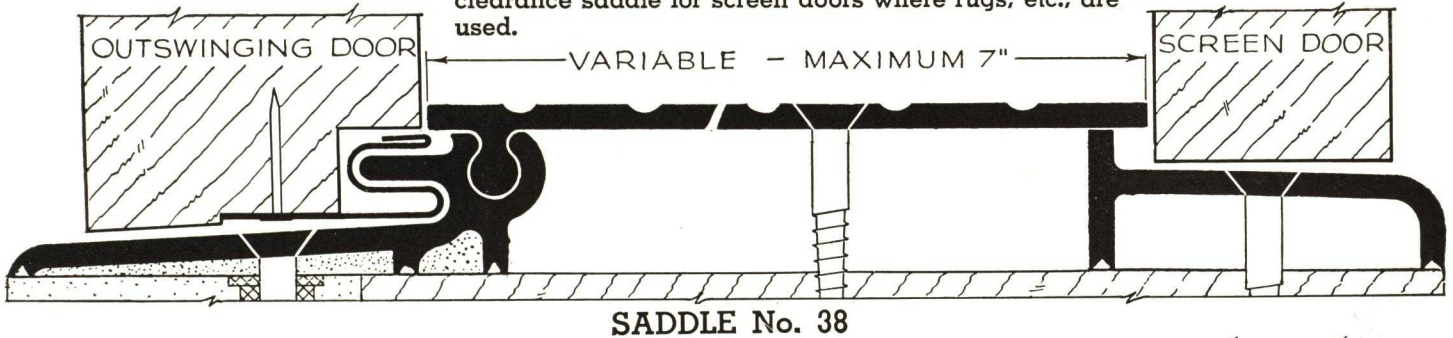 clearance saddle for screen doors where rugs, etc., are
used.
OUTSWINGING DOOR
VARIABLE - MAXIMUM 7"
SCREEN DOOR
SADDLE No. 38